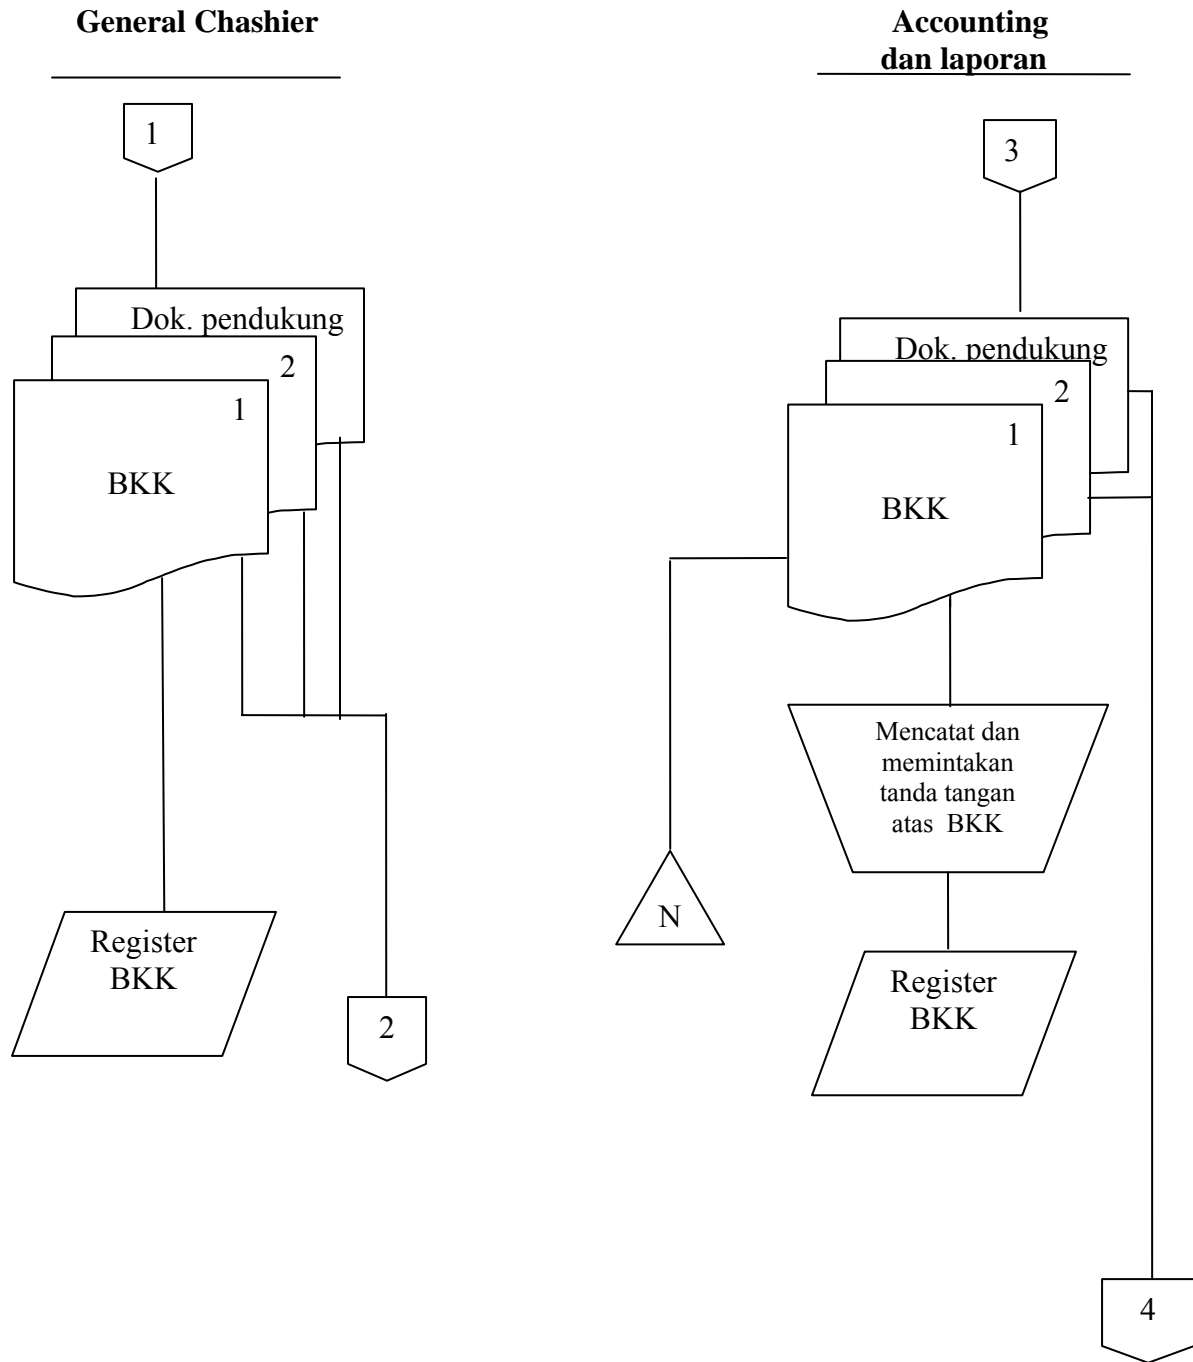 General Chashier
1
Dok. pendukung
2
1
BKK
Register
BKK
2
Accounting
dan laporan
3
Dok. pendukung
2
1
BKK
Mencatat dan
memintakan
tanda tangan
atas BKK
N
Register
BKK
4